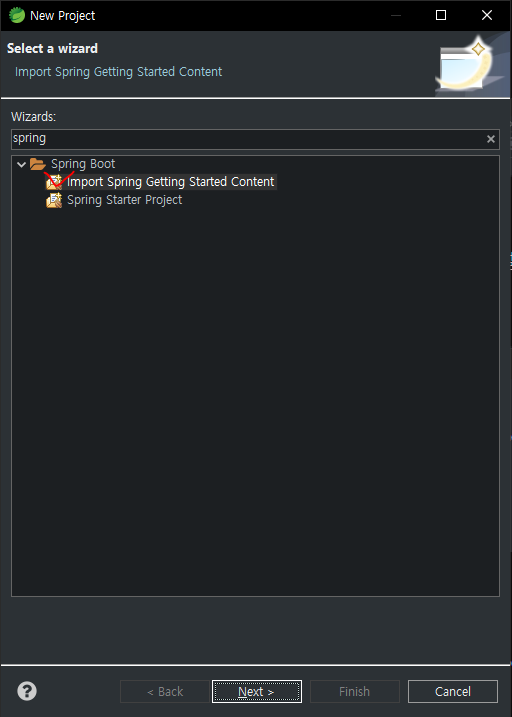 New Project
Select a wizard
Import Spring Getting Started Content
Wizards:
spring
Spring Boot
Import Spring Getting Started Content
Spring Starter Project
< Back
Next >
Finish
Cancel